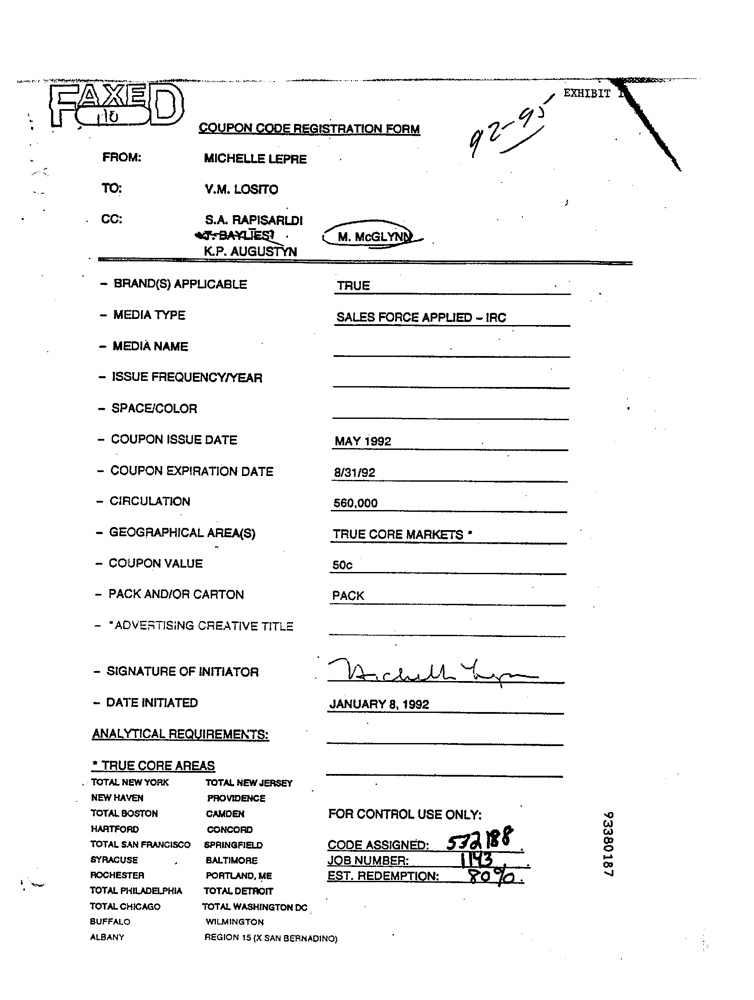 FAXED
1/8
EXHIBIT
92-95
COUPON CODE REGISTRATION FORM
FROM: MICHELLE LEPRE
TO: V.M. LOSITO
CC: S.A. RAPISARLDI
M. McGLYNN
K.P. AUGUSTYN
- BRAND(S) APPLICABLE TRUE
- MEDIA TYPE SALES FORCE APPLIED - IRC
- MEDIA NAME
- ISSUE FREQUENCY/YEAR
- SPACE/COLOR
- COUPON ISSUE DATE MAY 1992
- COUPON EXPIRATION DATE 8/31/92
- CIRCULATION 560,000
- GEOGRAPHICAL AREA(S) TRUE CORE MARKETS *
- COUPON VALUE 50c
- PACK AND/OR CARTON PACK
- *ADVERTISING CREATIVE TITLE
- SIGNATURE OF INITIATOR
- DATE INITIATED JANUARY 8, 1992
ANALYTICAL REQUIREMENTS:
* TRUE CORE AREAS
TOTAL NEW YORK TOTAL NEW JERSEY
NEW HAVEN PROVIDENCE
TOTAL BOSTON CAMDEN
HARTFORD CONCORD
TOTAL SAN FRANCISCO SPRINGFIELD
SYRACUSE BALTIMORE
ROCHESTER PORTLAND, ME
TOTAL PHILADELPHIA TOTAL DETROIT
TOTAL CHICAGO TOTAL WASHINGTON DC
BUFFALO WILMINGTON
ALBANY REGION 15 (X SAN BERNADINO)
FOR CONTROL USE ONLY:
CODE ASSIGNED: 532188
JOB NUMBER: 1193
EST. REDEMPTION: 80%.
93380187